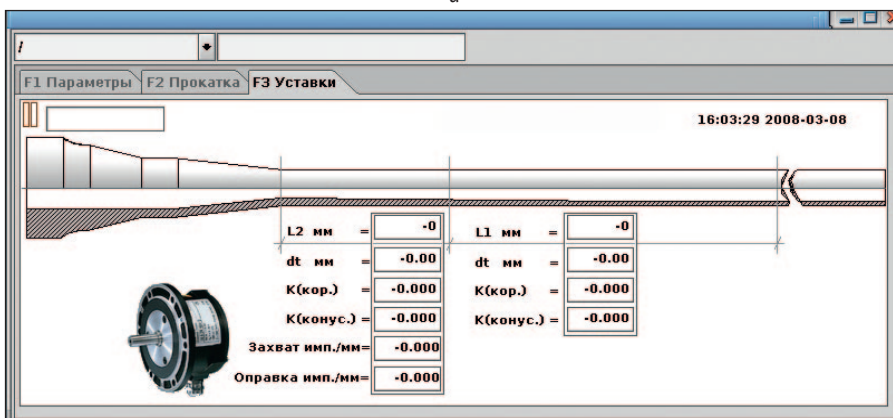 a
F1 Параметры F2 Прокатка F3 Уставки
16:03:29 2008-03-08
L2 мм = -0 L1 мм = -0
dt мм = -0.00 dt мм = -0.00
К(кор.) = -0.000 К(кор.) = -0.000
К(конус.) = -0.000 К(конус.) = -0.000
Захват имп./мм= -0.000
Оправка имп./мм= -0.000